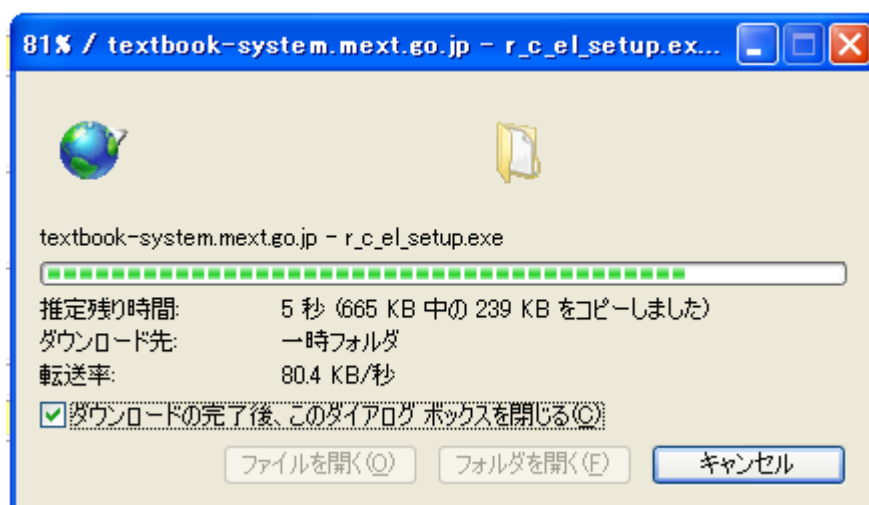 81% / textbook-system.mext.go.jp - r_c_el_setup.ex...
textbook-system.mext.go.jp - r_c_el_setup.exe
推定残り時間: 5 秒 (665 KB 中の 239 KB をコピーしました)
ダウンロード先: 一時フォルダ
転送率: 80.4 KB/秒
ダウンロードの完了後、このダイアログ ボックスを閉じる(C)
ファイルを開く(O) フォルダを開く(F) キャンセル